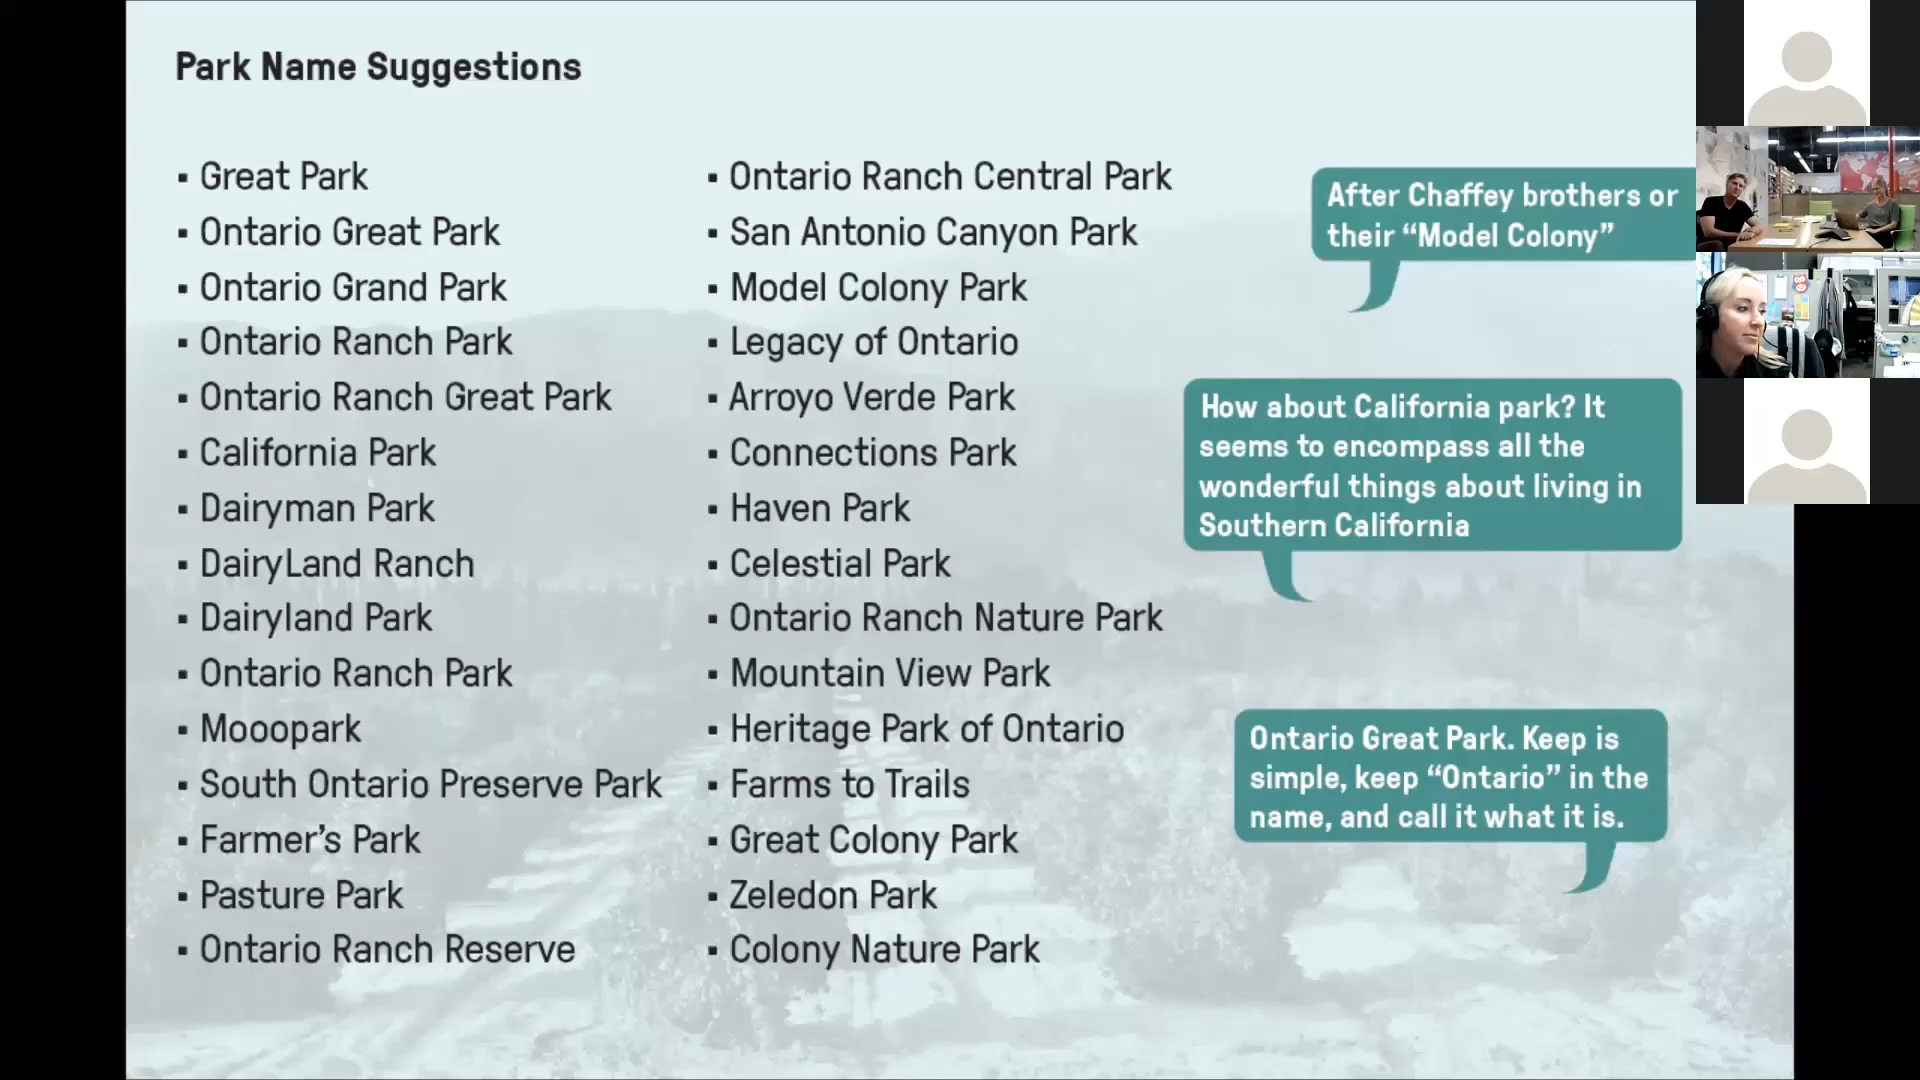 Park Name Suggestions
▪ Great Park
▪ Ontario Great Park
▪ Ontario Grand Park
▪ Ontario Ranch Park
▪ Ontario Ranch Great Park
▪ California Park
▪ Dairyman Park
▪ DairyLand Ranch
▪ Dairyland Park
▪ Ontario Ranch Park
▪ Mooopark
▪ South Ontario Preserve Park
▪ Farmer’s Park
▪ Pasture Park
▪ Ontario Ranch Reserve
▪ Ontario Ranch Central Park
▪ San Antonio Canyon Park
▪ Model Colony Park
▪ Legacy of Ontario
▪ Arroyo Verde Park
▪ Connections Park
▪ Haven Park
▪ Celestial Park
▪ Ontario Ranch Nature Park
▪ Mountain View Park
▪ Heritage Park of Ontario
▪ Farms to Trails
▪ Great Colony Park
▪ Zeledon Park
▪ Colony Nature Park
After Chaffey brothers or
their “Model Colony”
How about California park? It
seems to encompass all the
wonderful things about living in
Southern California
Ontario Great Park. Keep is
simple, keep “Ontario” in the
name, and call it what it is.